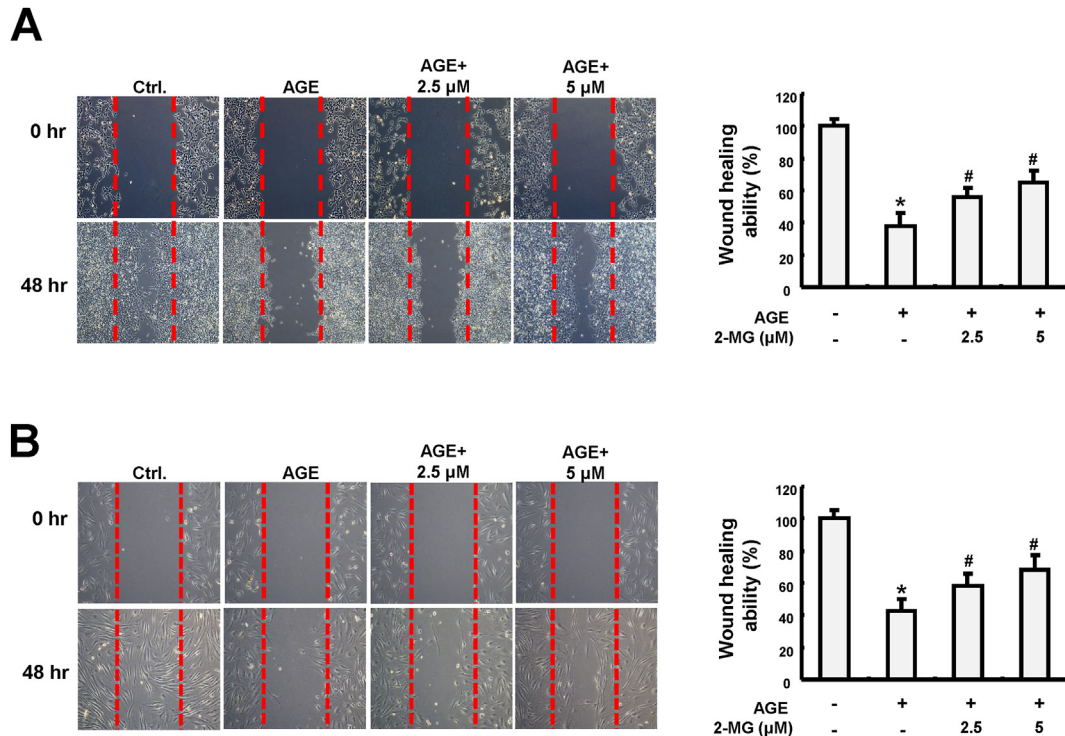 A
Ctrl. AGE AGE+ 2.5 µM AGE+ 5 µM
0 hr
48 hr
Wound healing ability (%)
120
100
80
60
40
20
0
* # #
AGE - + + +
2-MG (µM) - - 2.5 5
B
Ctrl. AGE AGE+ 2.5 µM AGE+ 5 µM
0 hr
48 hr
Wound healing ability (%)
120
100
80
60
40
20
0
* # #
AGE - + + +
2-MG (µM) - - 2.5 5